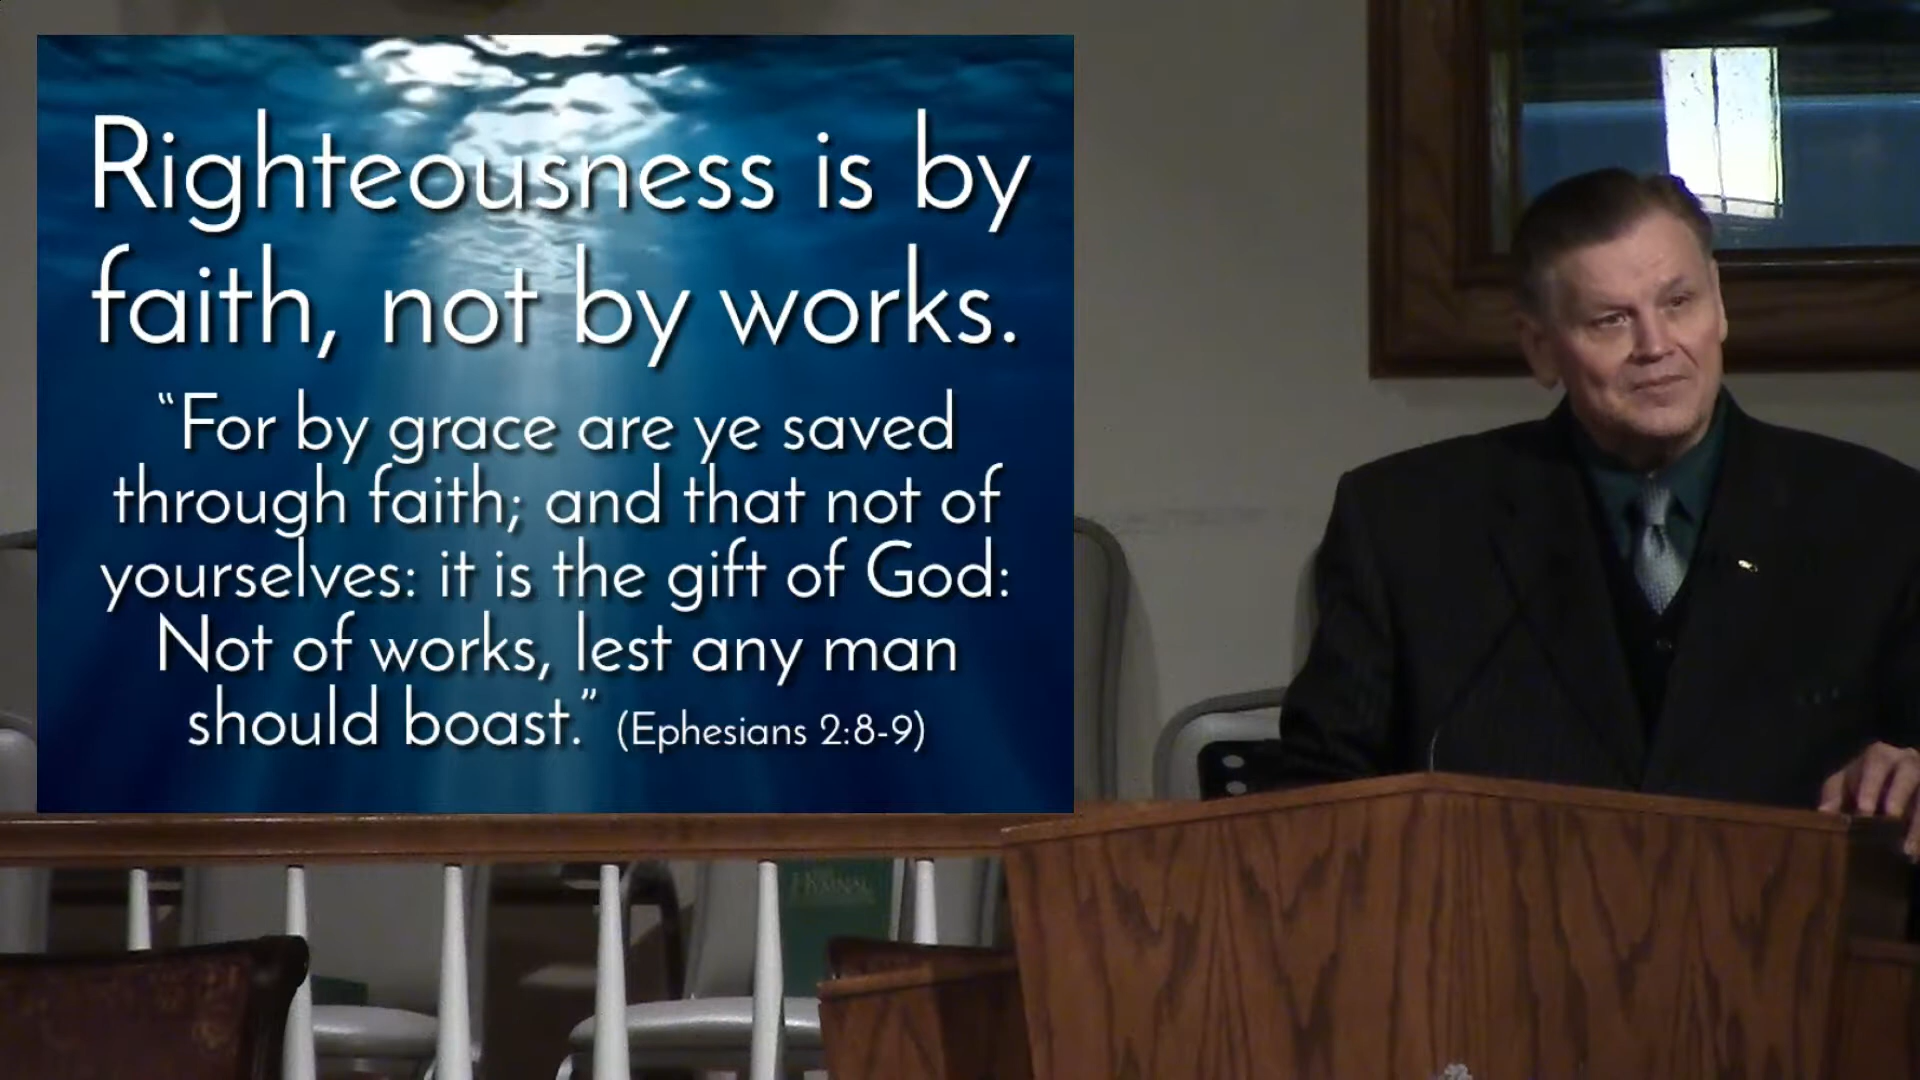 Righteousness is by
faith, not by works.
“For by grace are ye saved
through faith; and that not of
yourselves: it is the gift of God:
Not of works, lest any man
should boast.” (Ephesians 2:8-9)
HYMNAL